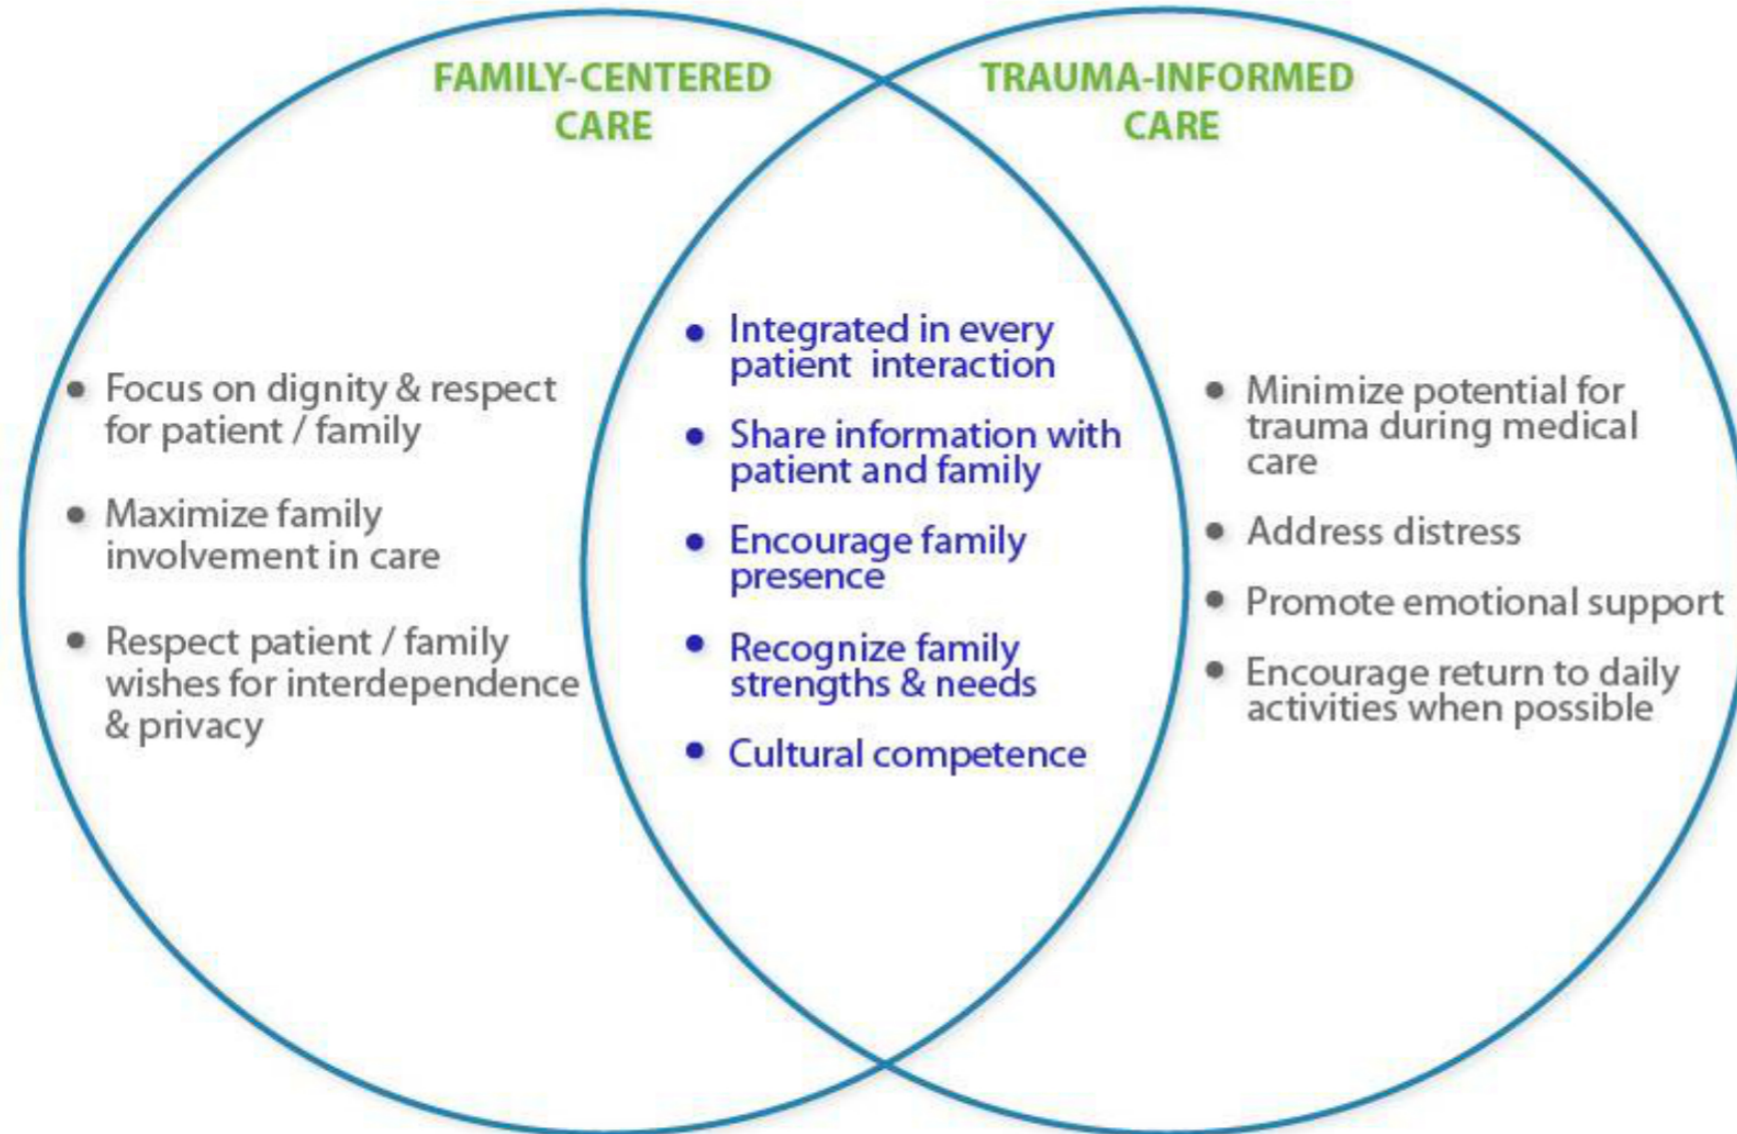 FAMILY-CENTERED
CARE
TRAUMA-INFORMED
CARE
• Focus on dignity & respect
for patient / family
• Maximize family
involvement in care
• Respect patient / family
wishes for interdependence
& privacy
• Integrated in every
patient interaction
• Share information with
patient and family
• Encourage family
presence
• Recognize family
strengths & needs
• Cultural competence
• Minimize potential for
trauma during medical
care
• Address distress
• Promote emotional support
• Encourage return to daily
activities when possible